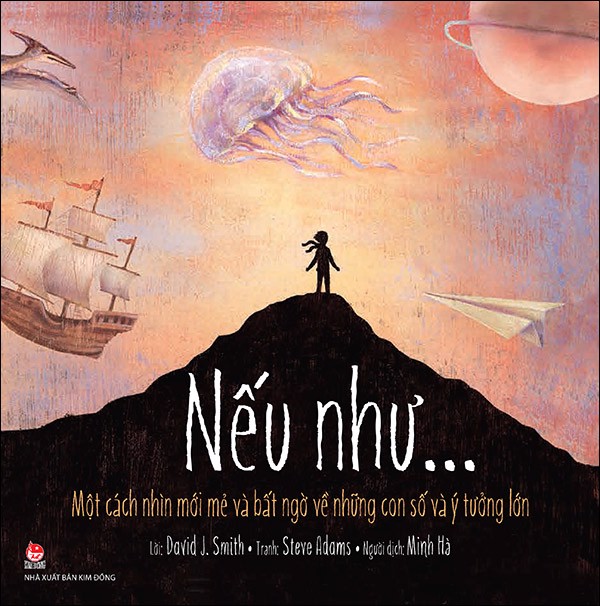 Nếu như...
Một cách nhìn mới mẻ và bất ngờ về những con số và ý tưởng lớn
Lời: David J. Smith • Tranh: Steve Adams • Người dịch: Minh Hà
NHÀ XUẤT BẢN KIM ĐỒNG